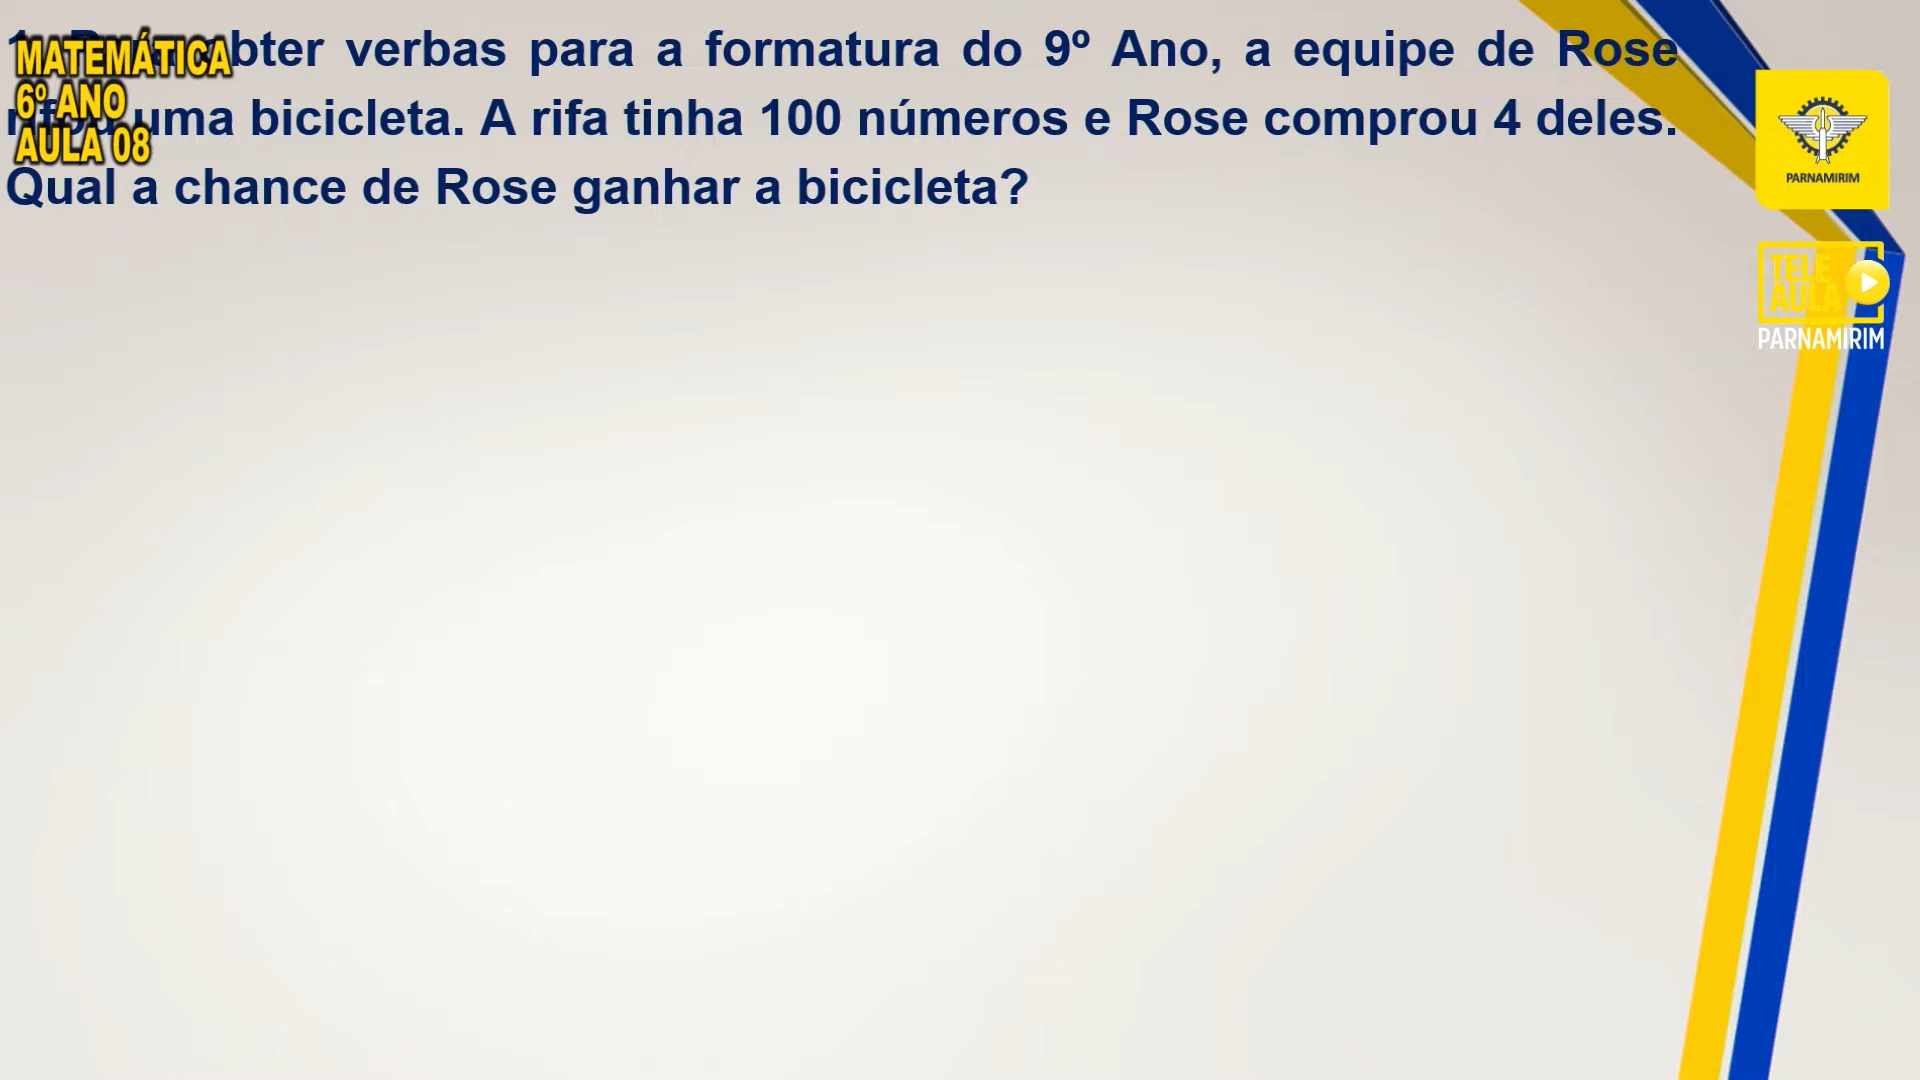 MATEMÁTICA
6º ANO
AULA 08
verbas para a formatura do 9º Ano, a equipe de Rose
uma bicicleta. A rifa tinha 100 números e Rose comprou 4 deles.
Qual a chance de Rose ganhar a bicicleta?
PARNAMIRIM
TELE
AULA
PARNAMIRIM